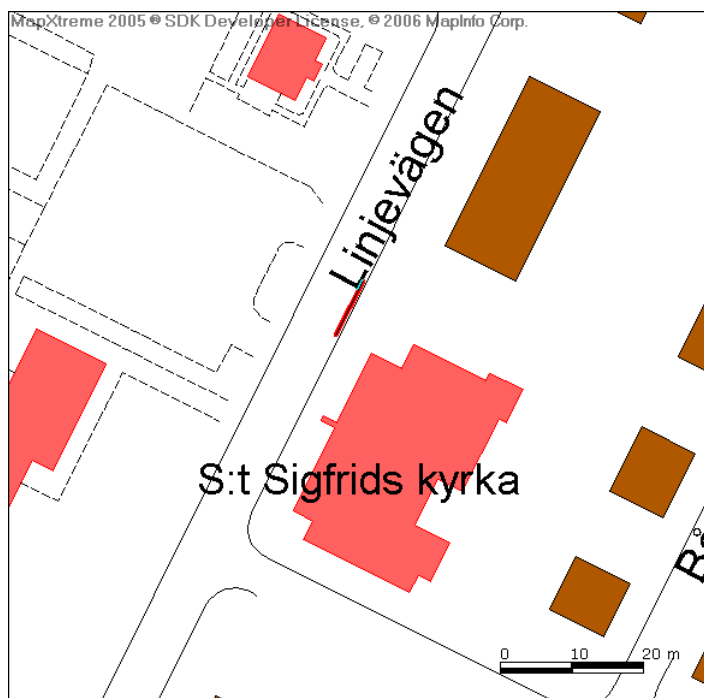 MapXtreme 2005 ® SDK Developer License, © 2006 MapInfo Corp.
Linjevägen
S:t Sigfrids kyrka
0 10 20 m